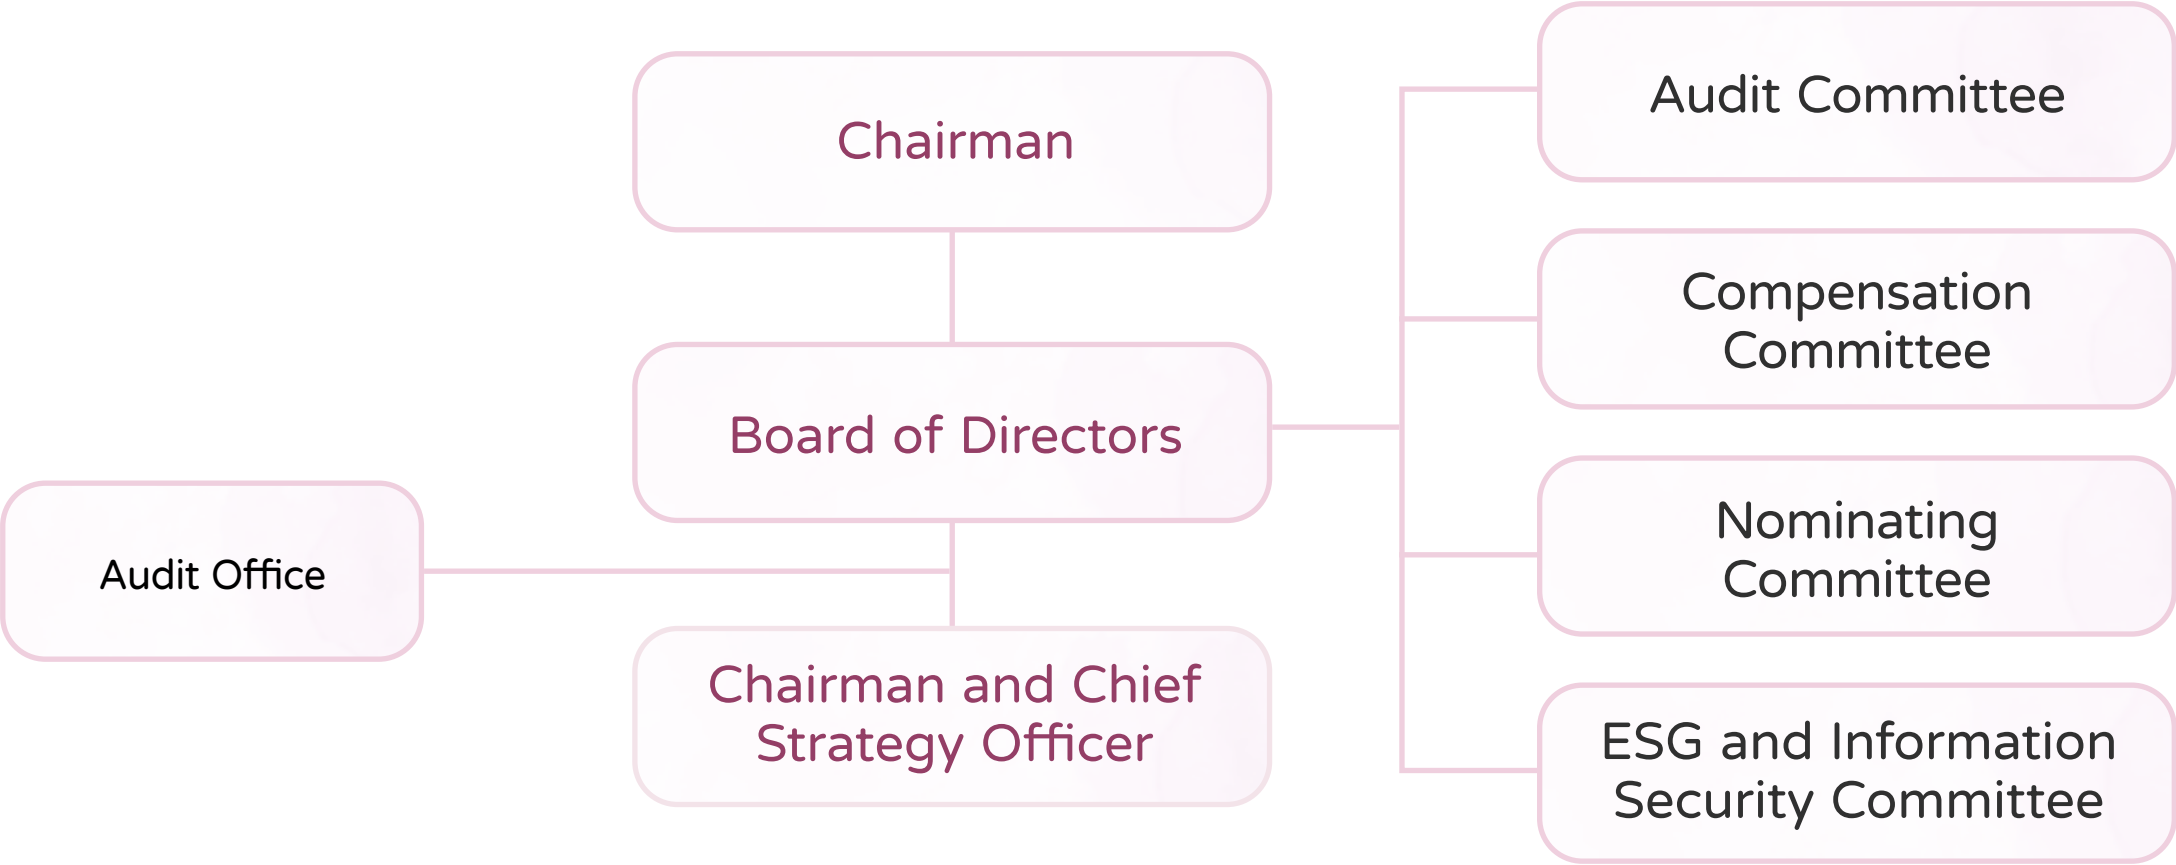 Chairman
Board of Directors
Audit Office
Chairman and Chief
Strategy Officer
Audit Committee
Compensation
Committee
Nominating
Committee
ESG and Information
Security Committee